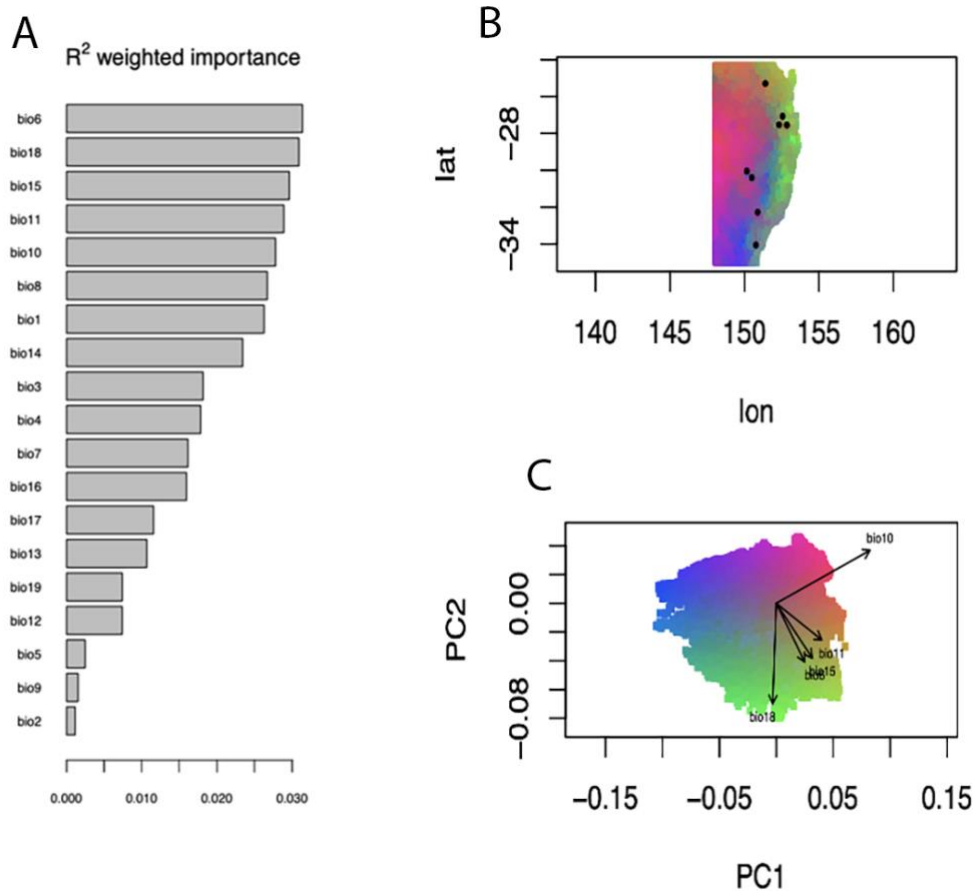 A
R² weighted importance
bio6
bio18
bio15
bio11
bio10
bio8
bio1
bio14
bio3
bio4
bio7
bio16
bio17
bio13
bio19
bio12
bio5
bio9
bio2
0.000 0.010 0.020 0.030
B
lat
-28
-34
140 145 150 155 160
lon
C
PC2
0.00
-0.08
bio10
bio11
bio15
bio18
-0.15 -0.05 0.05 0.15
PC1